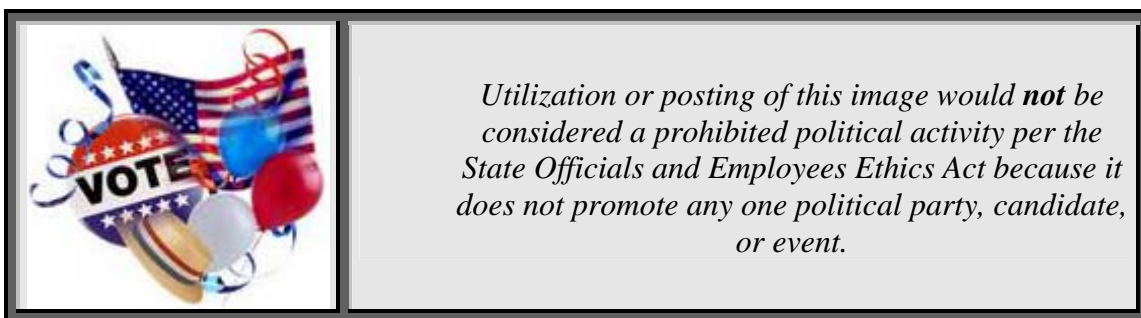 VOTE
Utilization or posting of this image would not be
considered a prohibited political activity per the
State Officials and Employees Ethics Act because it
does not promote any one political party, candidate,
or event.